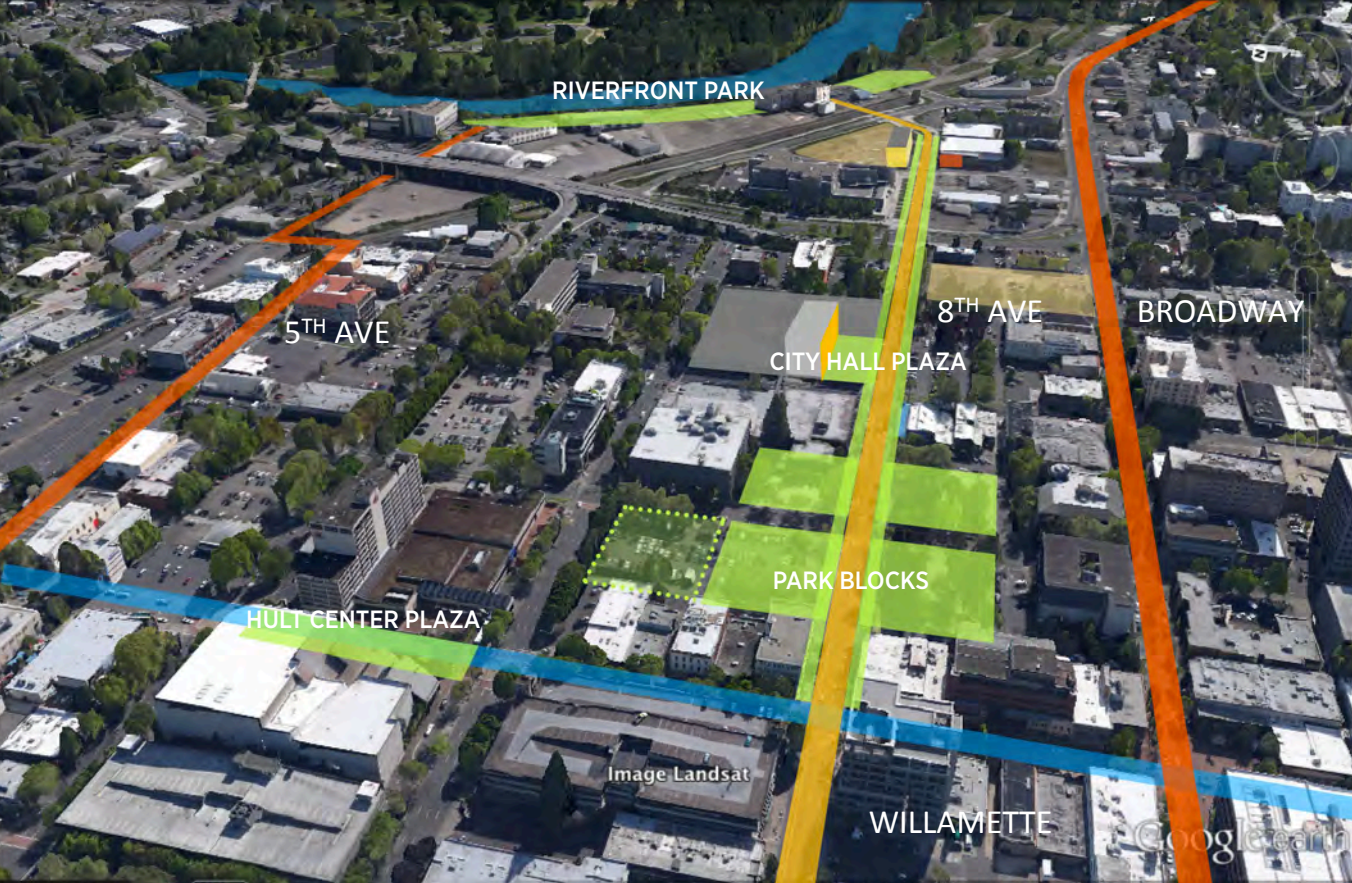 RIVERFRONT PARK
5TH AVE
8TH AVE
BROADWAY
CITY HALL PLAZA
PARK BLOCKS
HULT CENTER PLAZA
Image Landsat
WILLAMETTE
Google earth
N